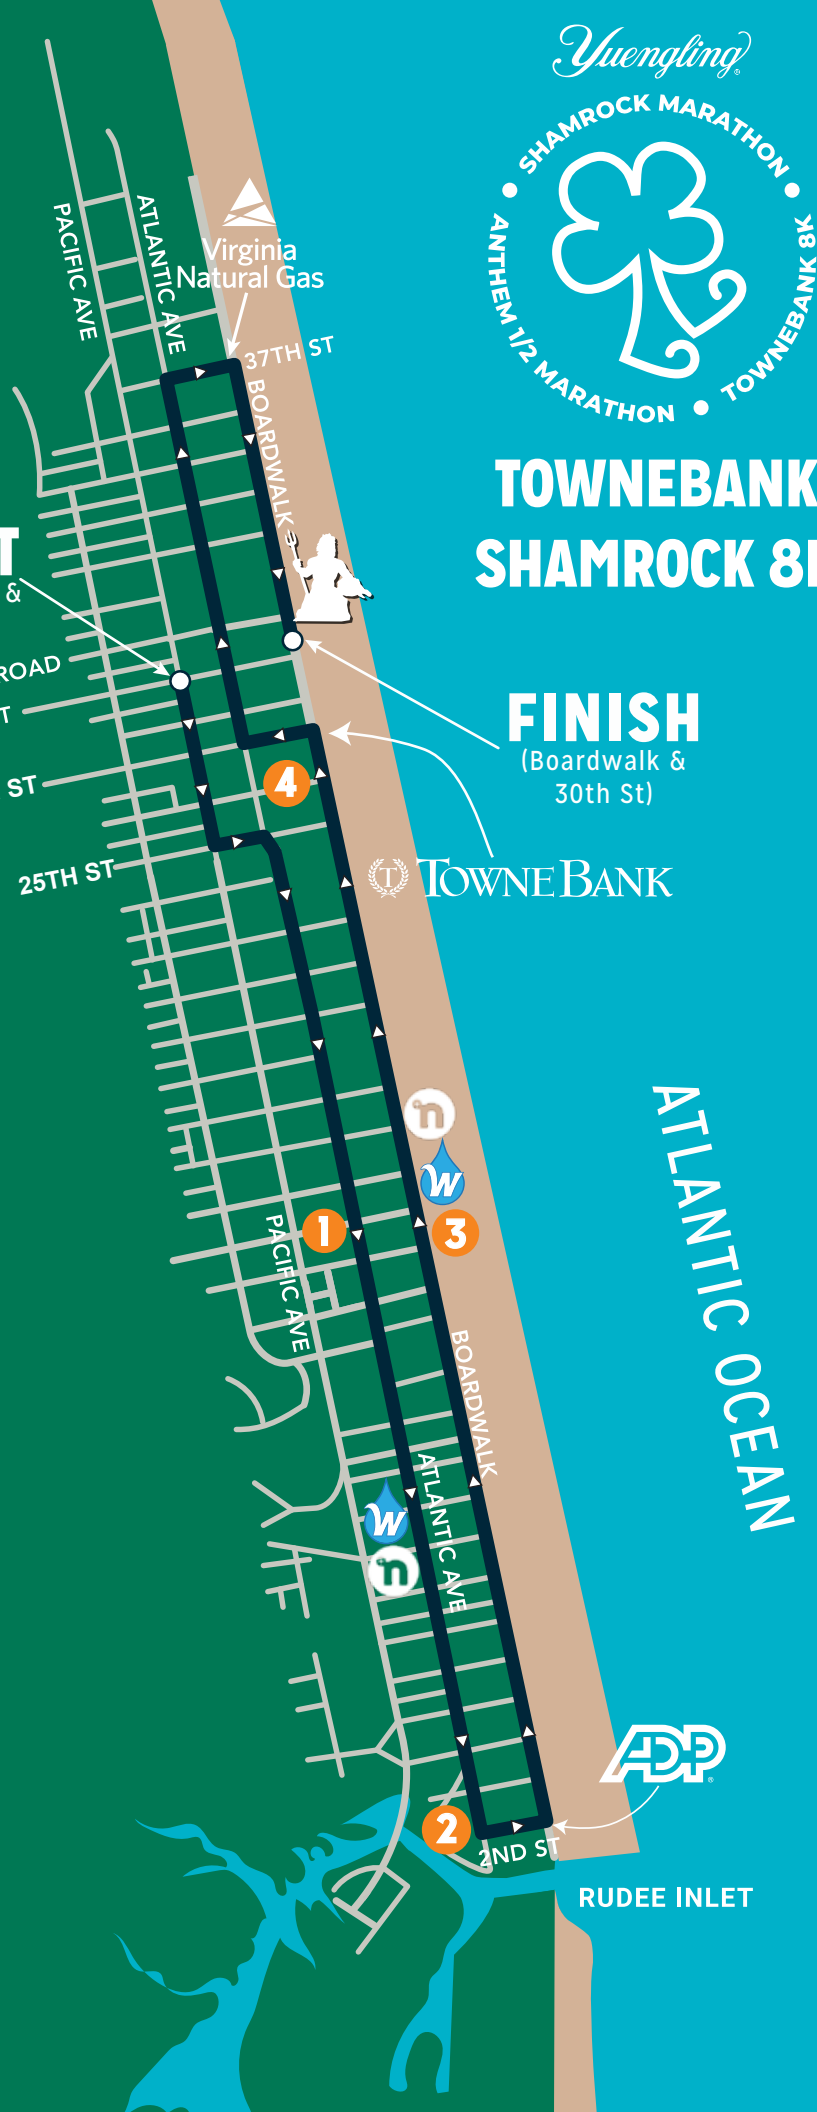 Yuengling
SHAMROCK MARATHON
ANTHEM 1/2 MARATHON
TOWNEBANK 8K
TOWNEBANK
SHAMROCK 8
PACIFIC AVE
ATLANTIC AVE
Virginia
Natural Gas
37TH ST
BOARDWALK
T
&
ROAD
T
ST
FINISH
(Boardwalk &
30th St)
4
T
TOWNEBANK
25TH ST
n
w
1
3
PACIFIC AVE
BOARDWALK
ATLANTIC OCEAN
ATLANTIC AVE
w
n
ADP
2
2ND ST
RUDEE INLET